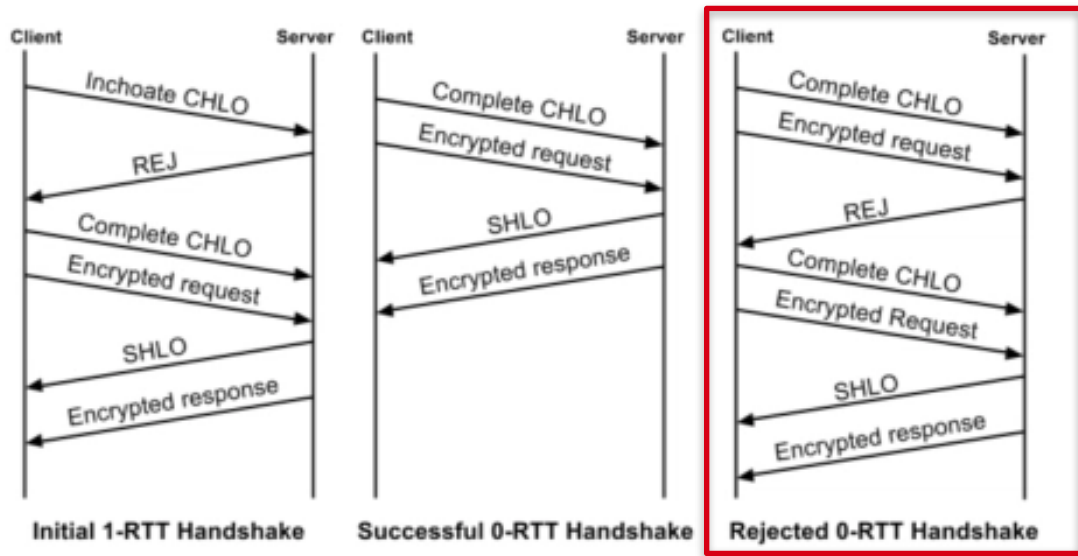 Client
Server
Inchoate CHLO
REJ
Complete CHLO
Encrypted request
SHLO
Encrypted response
Initial 1-RTT Handshake
Client
Server
Complete CHLO
Encrypted request
SHLO
Encrypted response
Successful 0-RTT Handshake
Client
Server
Complete CHLO
Encrypted request
REJ
Complete CHLO
Encrypted Request
SHLO
Encrypted response
Rejected 0-RTT Handshake